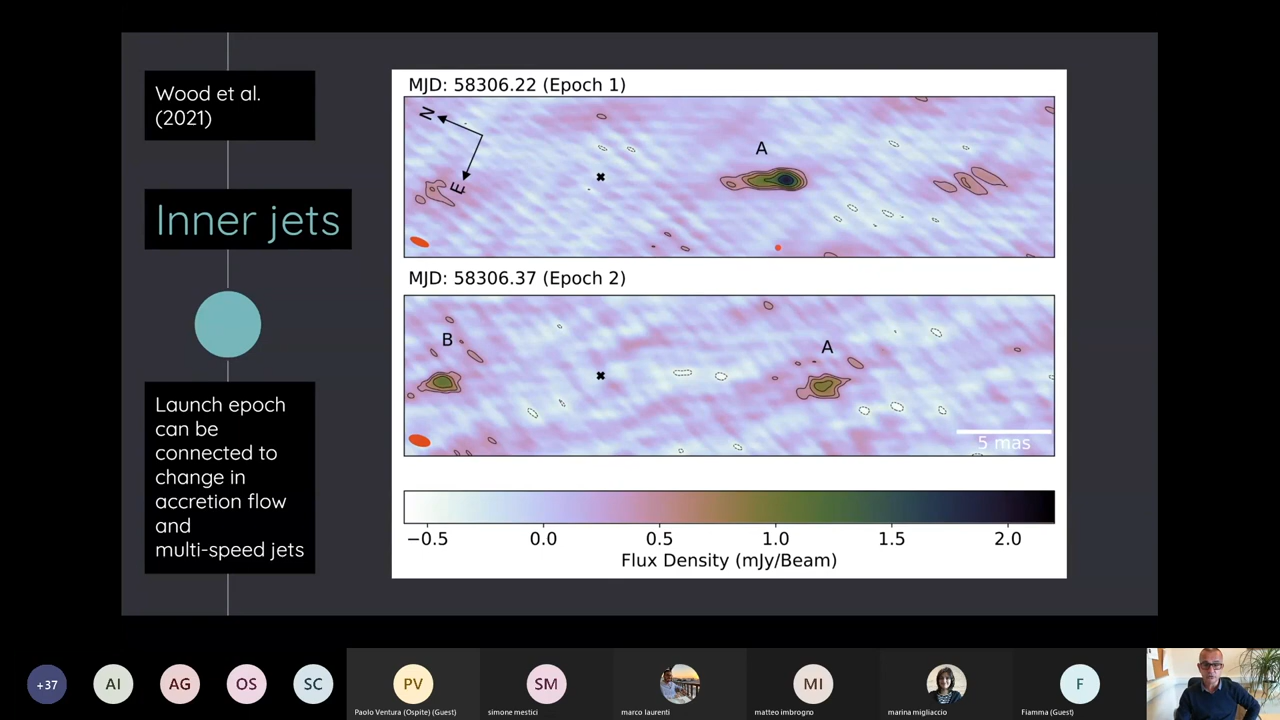 Wood et al.
(2021)
Inner jets
Launch epoch
can be
connected to
change in
accretion flow
and
multi-speed jets
MJD: 58306.22 (Epoch 1)
N
E
A
MJD: 58306.37 (Epoch 2)
B
A
5 mas
−0.5 0.0 0.5 1.0 1.5 2.0
Flux Density (mJy/Beam)
+37
AI
AG
OS
SC
PV
Paolo Ventura (Ospite) (Guest)
SM
simone mestici
marco laurenti
MI
matteo imbrogno
marina migliaccio
F
Fiamma (Guest)